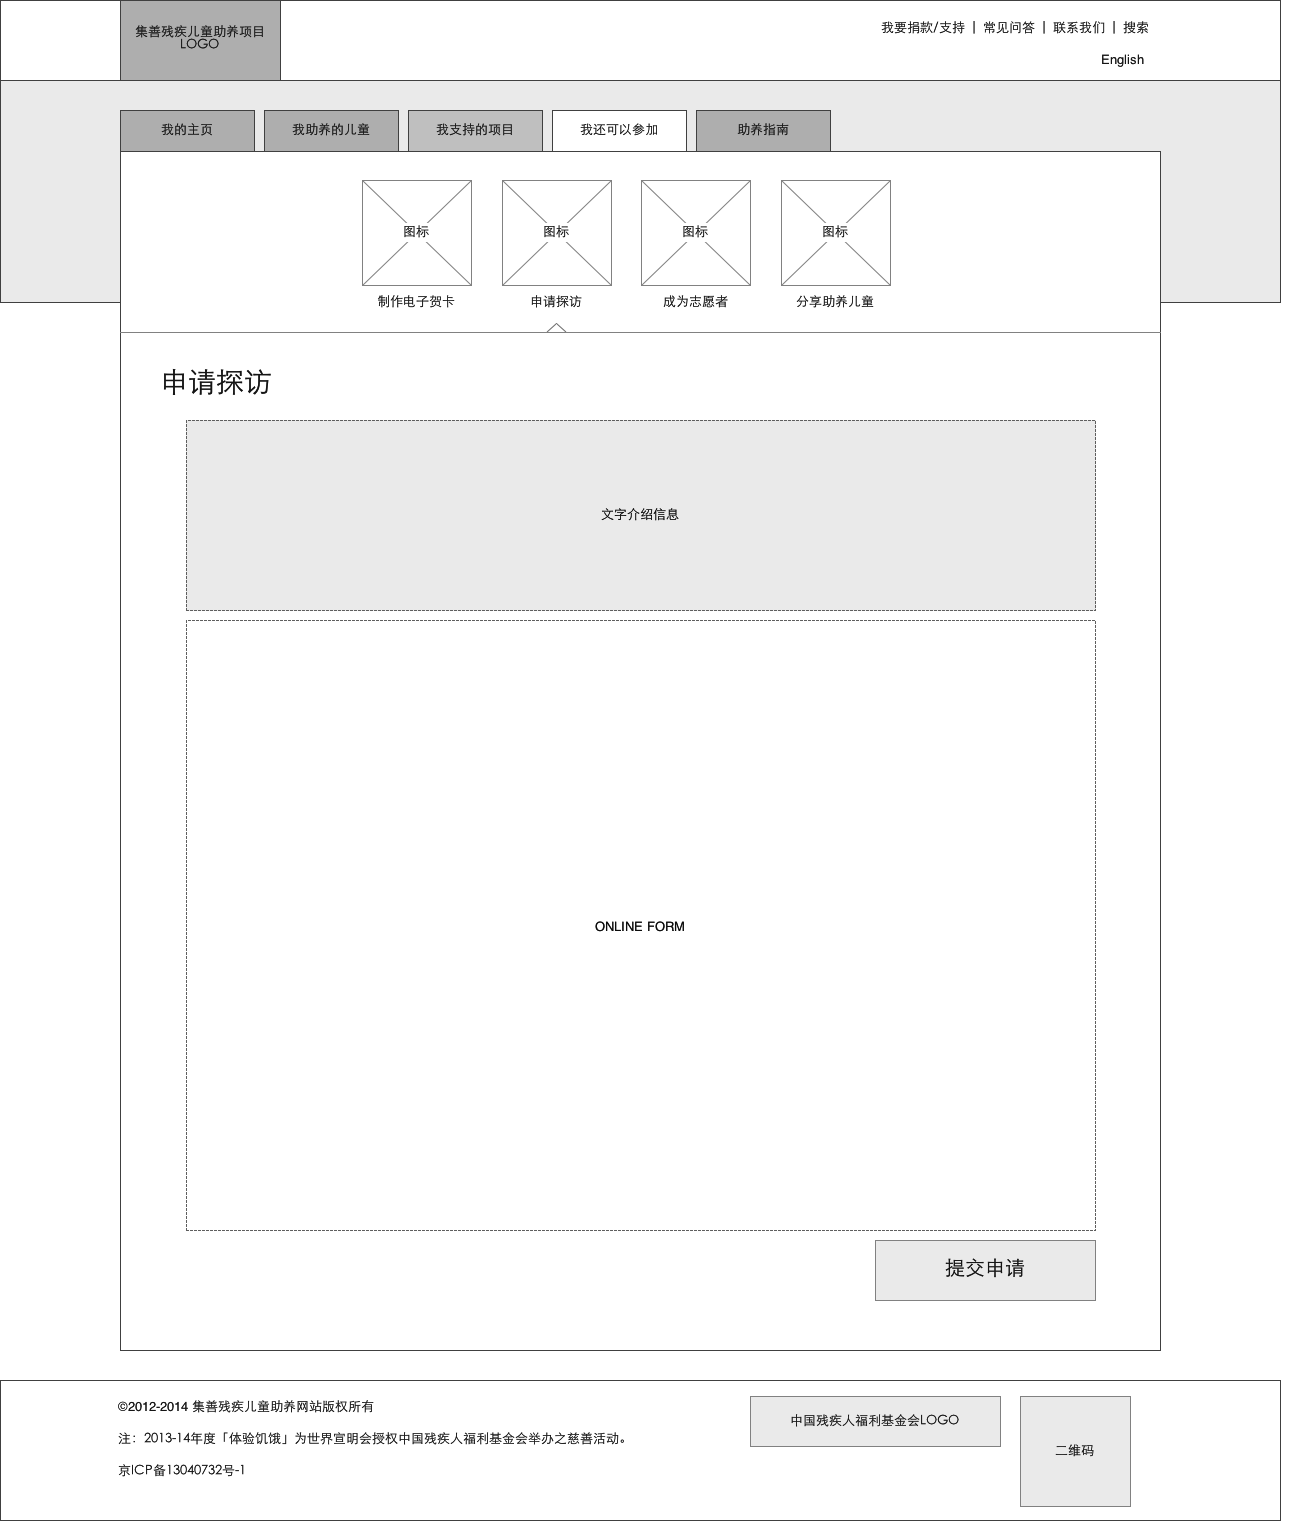 集善残疾儿童助养项目
LOGO
我要捐款/支持 | 常见问答 | 联系我们 | 搜索
English
我的主页
我助养的儿童
我支持的项目
我还可以参加
助养指南
图标
图标
图标
图标
制作电子贺卡
申请探访
成为志愿者
分享助养儿童
申请探访
文字介绍信息
ONLINE FORM
提交申请
©2012-2014 集善残疾儿童助养网站版权所有
注：2013-14年度「体验饥饿」为世界宣明会授权中国残疾人福利基金会举办之慈善活动。
京ICP备13040732号-1
中国残疾人福利基金会LOGO
二维码